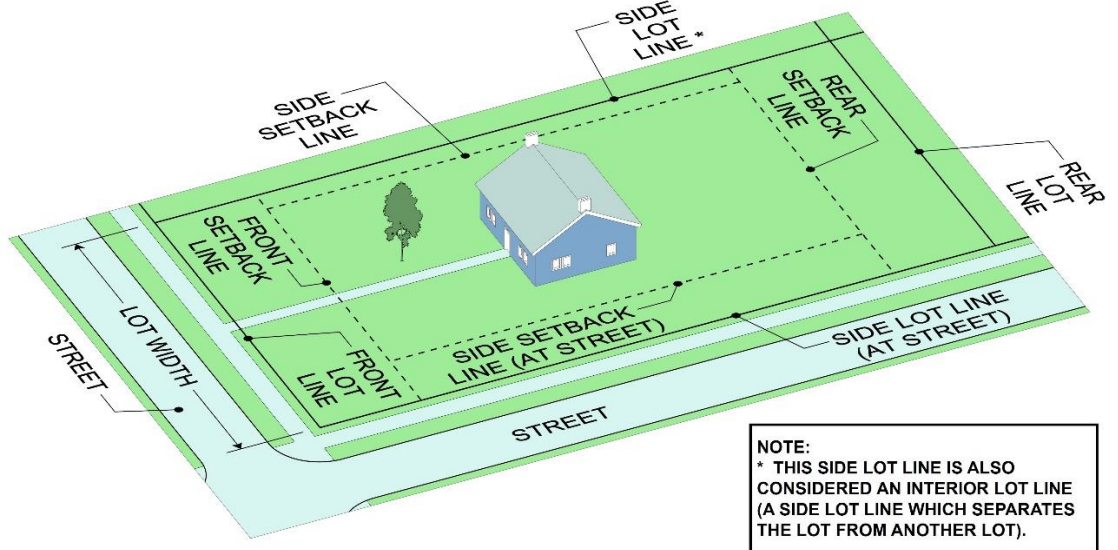 SIDE
LOT
LINE *
SIDE
SETBACK
LINE
REAR
SETBACK
LINE
REAR
LOT
LINE
FRONT
SETBACK
LINE
LOT WIDTH
STREET
FRONT
LOT
LINE
SIDE SETBACK
LINE (AT STREET)
SIDE LOT LINE
(AT STREET)
STREET
NOTE:
* THIS SIDE LOT LINE IS ALSO
CONSIDERED AN INTERIOR LOT LINE
(A SIDE LOT LINE WHICH SEPARATES
THE LOT FROM ANOTHER LOT).